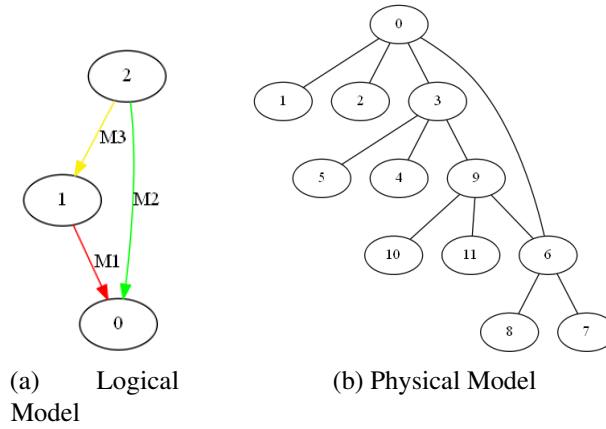 2
M3
1
M2
M1
0
(a) Logical
Model
0
1 2 3
5 4 9
10 11 6
8 7
(b) Physical Model